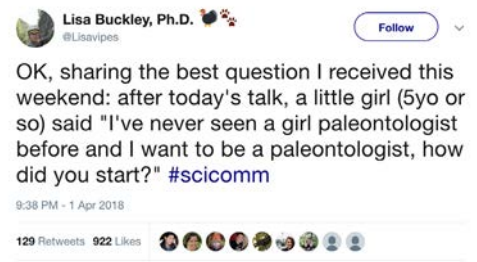 Lisa Buckley, Ph.D. 🦃🐾
@Lisavipes
Follow
OK, sharing the best question I received this
weekend: after today's talk, a little girl (5yo or
so) said "I've never seen a girl paleontologist
before and I want to be a paleontologist, how
did you start?" #scicomm
9:38 PM - 1 Apr 2018
129 Retweets 922 Likes